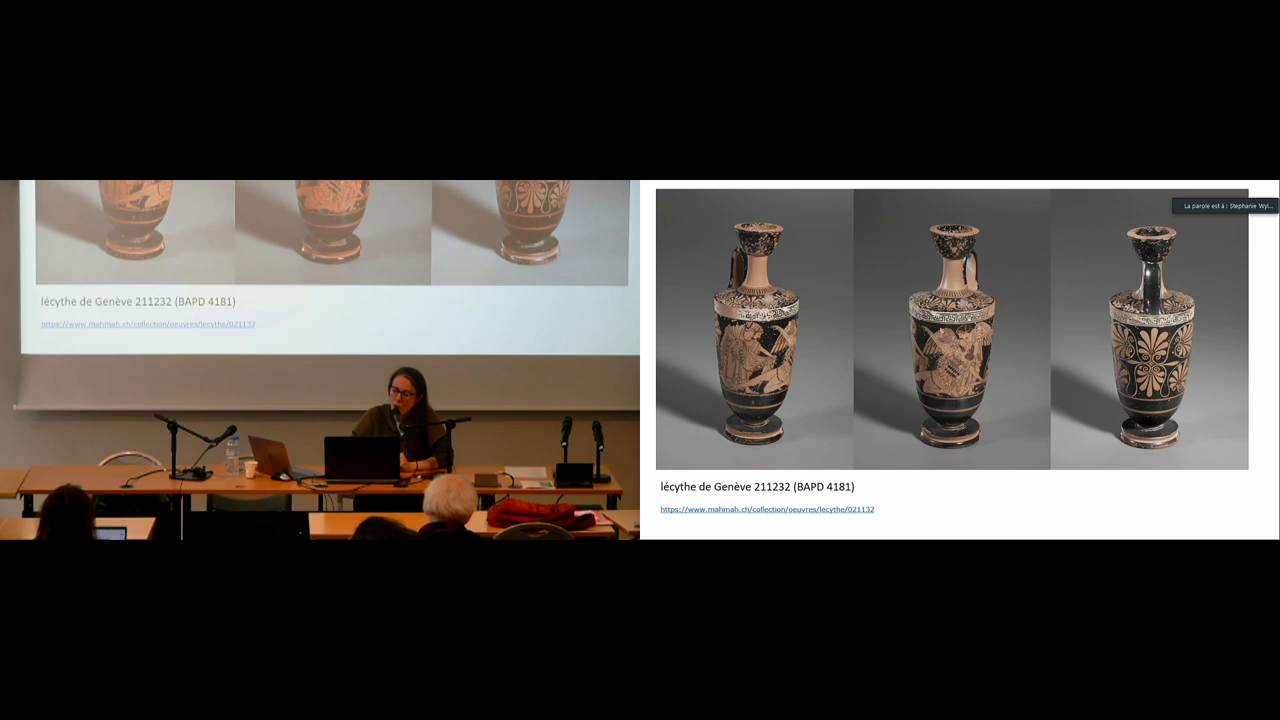 lécythe de Genève 211232 (BAPD 4181)
https://www.mahmah.ch/collection/oeuvres/lecythe/021132
La parole est à : Stephanie Wyl...
lécythe de Genève 211232 (BAPD 4181)
https://www.mahmah.ch/collection/oeuvres/lecythe/021132